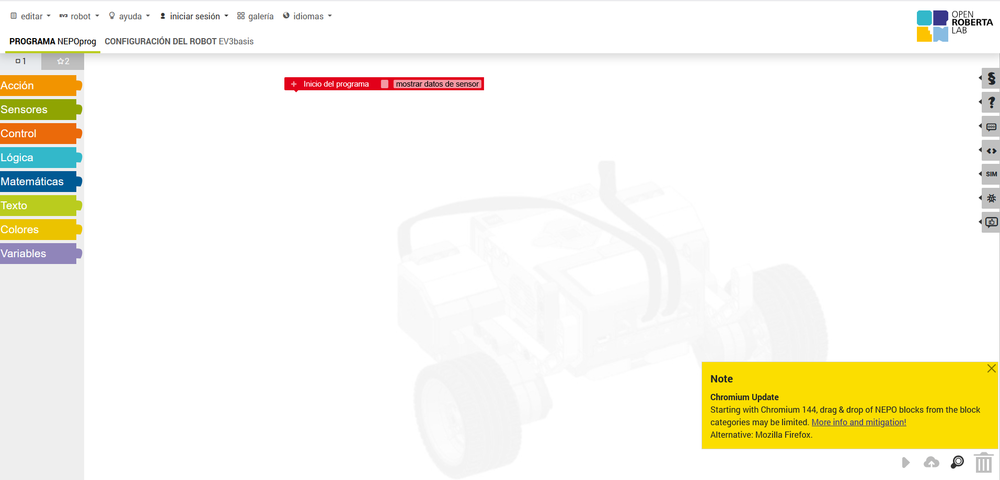 editar
EV3 robot
ayuda
iniciar sesión
galería
idiomas
OPEN
ROBERTA
LAB
PROGRAMA NEPOprog
CONFIGURACIÓN DEL ROBOT EV3basis
1
2
Inicio del programa
mostrar datos de sensor
Acción
Sensores
Control
Lógica
Matemáticas
Texto
Colores
Variables
§
?
SIM
Note
Chromium Update
Starting with Chromium 144, drag & drop of NEPO blocks from the block
categories may be limited. More info and mitigation!
Alternative: Mozilla Firefox.